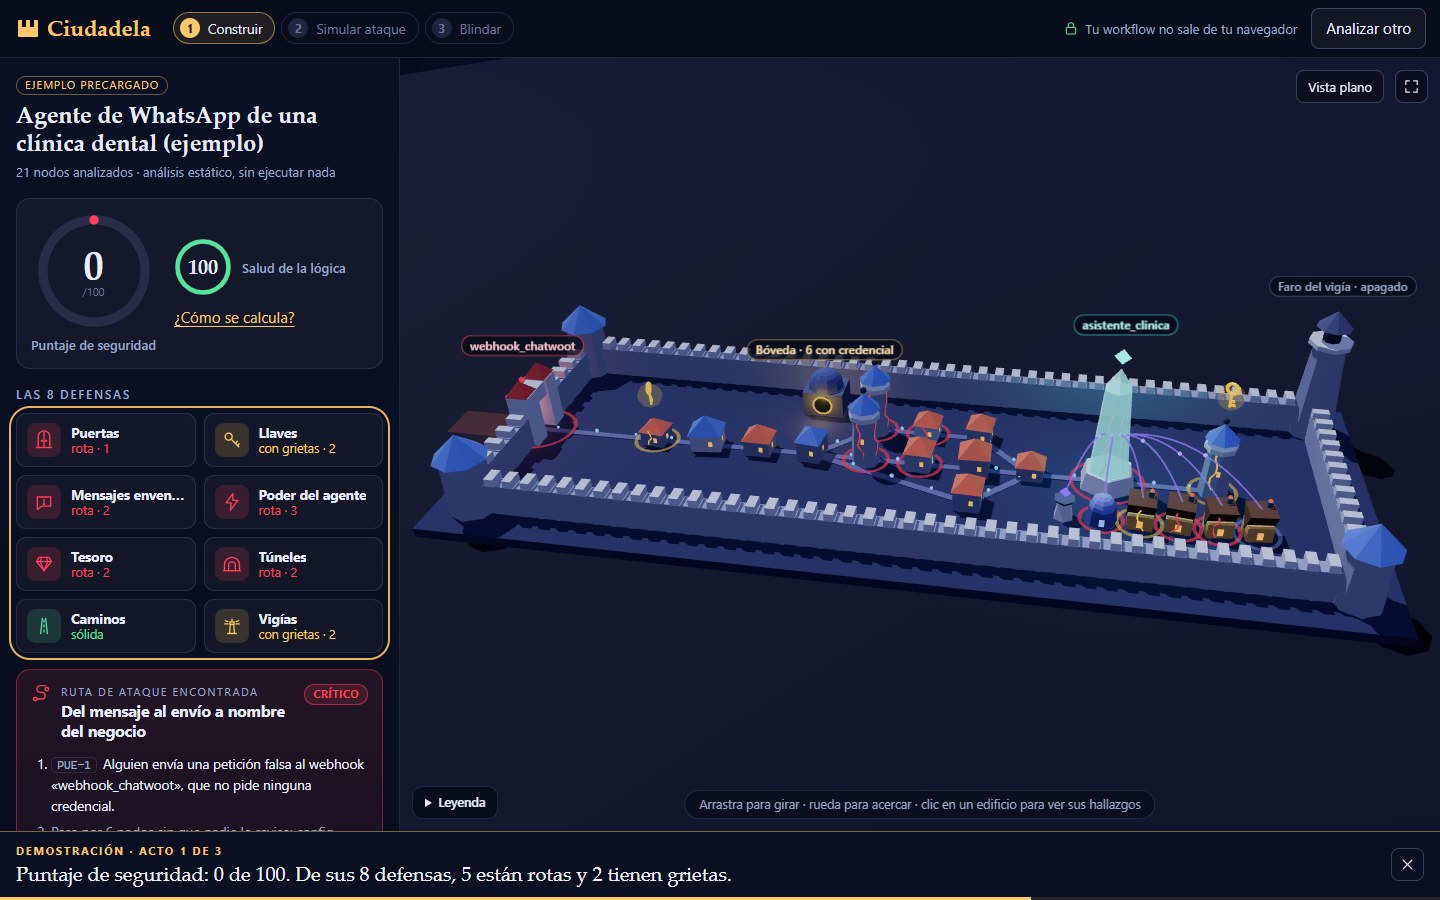 Ciudadela
1 Construir
2 Simular ataque
3 Blindar
Tu workflow no sale de tu navegador
Analizar otro
EJEMPLO PRECARGADO
Agente de WhatsApp de una
clínica dental (ejemplo)
21 nodos analizados · análisis estático, sin ejecutar nada
0
/100
Puntaje de seguridad
100
Salud de la lógica
¿Cómo se calcula?
LAS 8 DEFENSAS
Puertas
rota · 1
Llaves
con grietas · 2
Mensajes enven...
rota · 2
Poder del agente
rota · 3
Tesoro
rota · 2
Túneles
rota · 2
Caminos
sólida
Vigías
con grietas · 2
RUTA DE ATAQUE ENCONTRADA
CRÍTICO
Del mensaje al envío a nombre
del negocio
1. PUE-1 Alguien envía una petición falsa al webhook
«webhook_chatwoot», que no pide ninguna
credencial.
Vista plano
Faro del vigía · apagado
asistente_clinica
webhook_chatwoot
Bóveda · 6 con credencial
Leyenda
Arrastra para girar · rueda para acercar · clic en un edificio para ver sus hallazgos
DEMOSTRACIÓN · ACTO 1 DE 3
Puntaje de seguridad: 0 de 100. De sus 8 defensas, 5 están rotas y 2 tienen grietas.